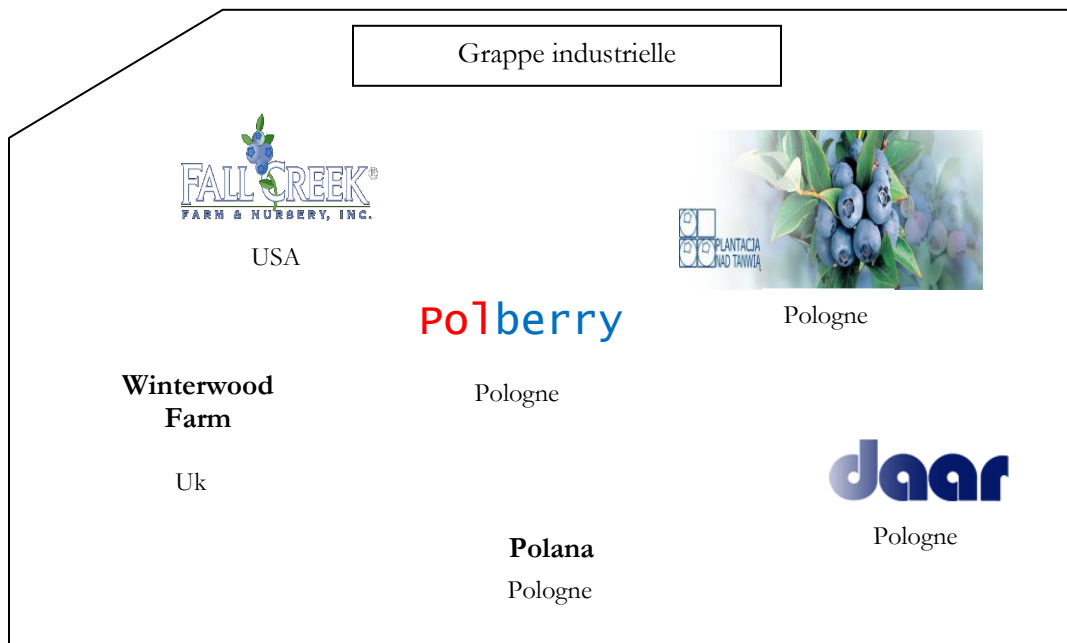 Grappe industrielle
FALL CREEK®
FARM & NURSERY, INC.
USA
PLANTACJA
NAD TANWIĄ
Pologne
Polberry
Pologne
Winterwood
Farm
Uk
daar
Pologne
Polana
Pologne